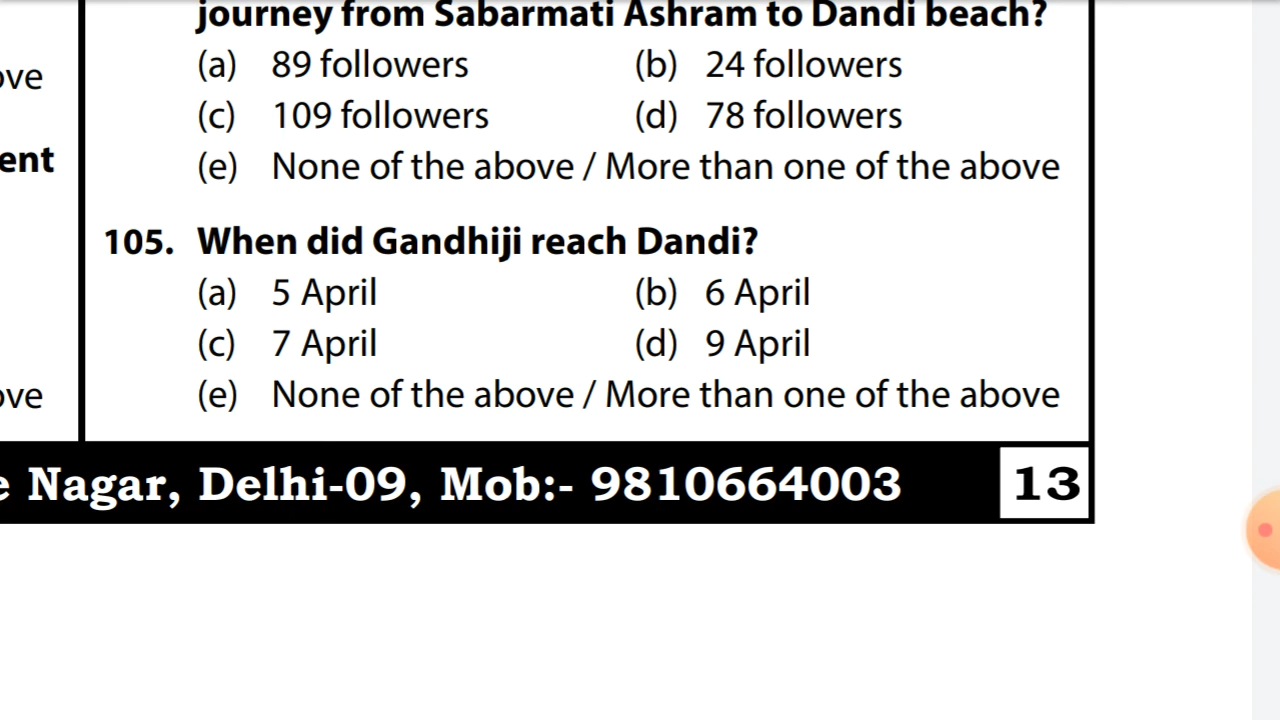 journey from Sabarmati Ashram to Dandi beach?
(a) 89 followers (b) 24 followers
ove
(c) 109 followers (d) 78 followers
ent
(e) None of the above / More than one of the above
105. When did Gandhiji reach Dandi?
(a) 5 April (b) 6 April
(c) 7 April (d) 9 April
ove
(e) None of the above / More than one of the above
e Nagar, Delhi-09, Mob:- 9810664003 13